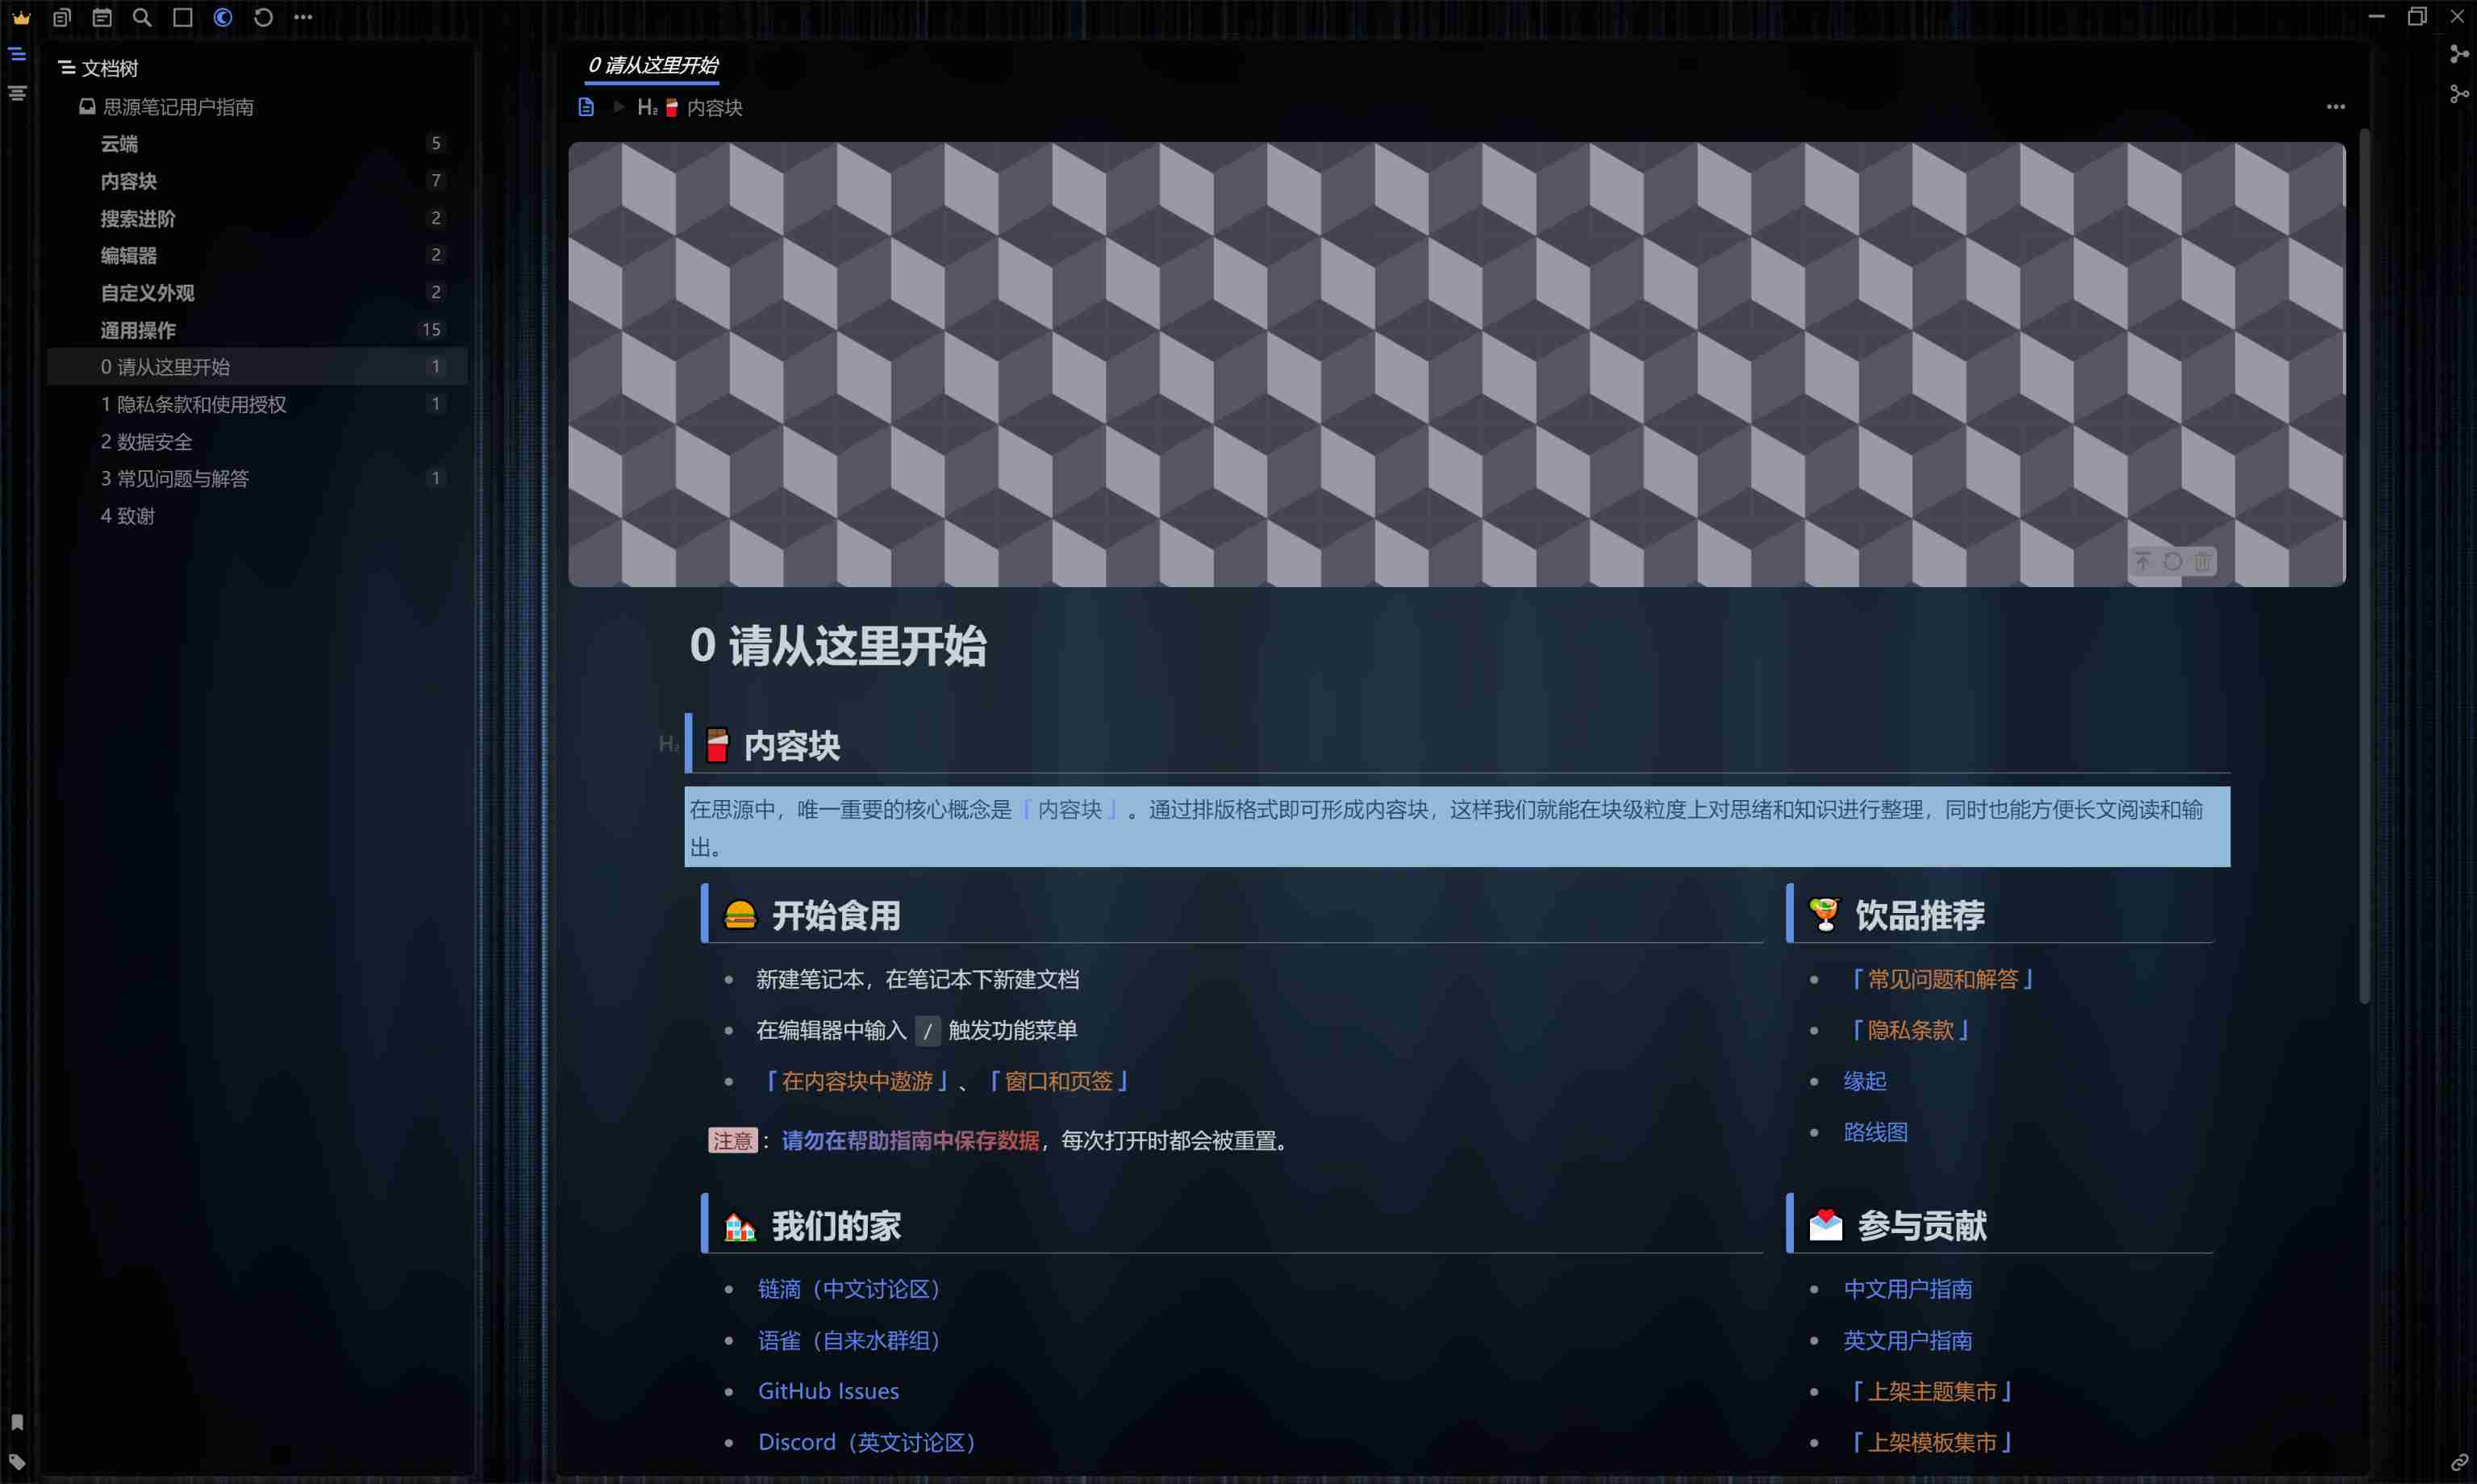 文档树
思源笔记用户指南
云端 5
内容块 7
搜索进阶 2
编辑器 2
自定义外观 2
通用操作 15
0 请从这里开始 1
1 隐私条款和使用授权 1
2 数据安全
3 常见问题与解答 1
4 致谢
0 请从这里开始
H₂ 内容块
0 请从这里开始
H₂ 内容块
在思源中，唯一重要的核心概念是「内容块」。通过排版格式即可形成内容块，这样我们就能在块级粒度上对思绪和知识进行整理，同时也能方便长文阅读和输
出。
开始食用
新建笔记本，在笔记本下新建文档
在编辑器中输入 / 触发功能菜单
「在内容块中遨游」、「窗口和页签」
注意：请勿在帮助指南中保存数据，每次打开时都会被重置。
饮品推荐
「常见问题和解答」
「隐私条款」
缘起
路线图
我们的家
链滴（中文讨论区）
语雀（自来水群组）
GitHub Issues
Discord（英文讨论区）
参与贡献
中文用户指南
英文用户指南
「上架主题集市」
「上架模板集市」